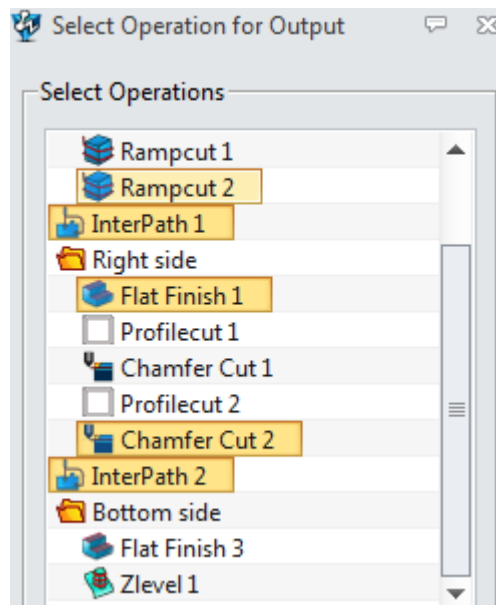 Select Operation for Output
Select Operations
Rampcut 1
Rampcut 2
InterPath 1
Right side
Flat Finish 1
Profilecut 1
Chamfer Cut 1
Profilecut 2
Chamfer Cut 2
InterPath 2
Bottom side
Flat Finish 3
Zlevel 1